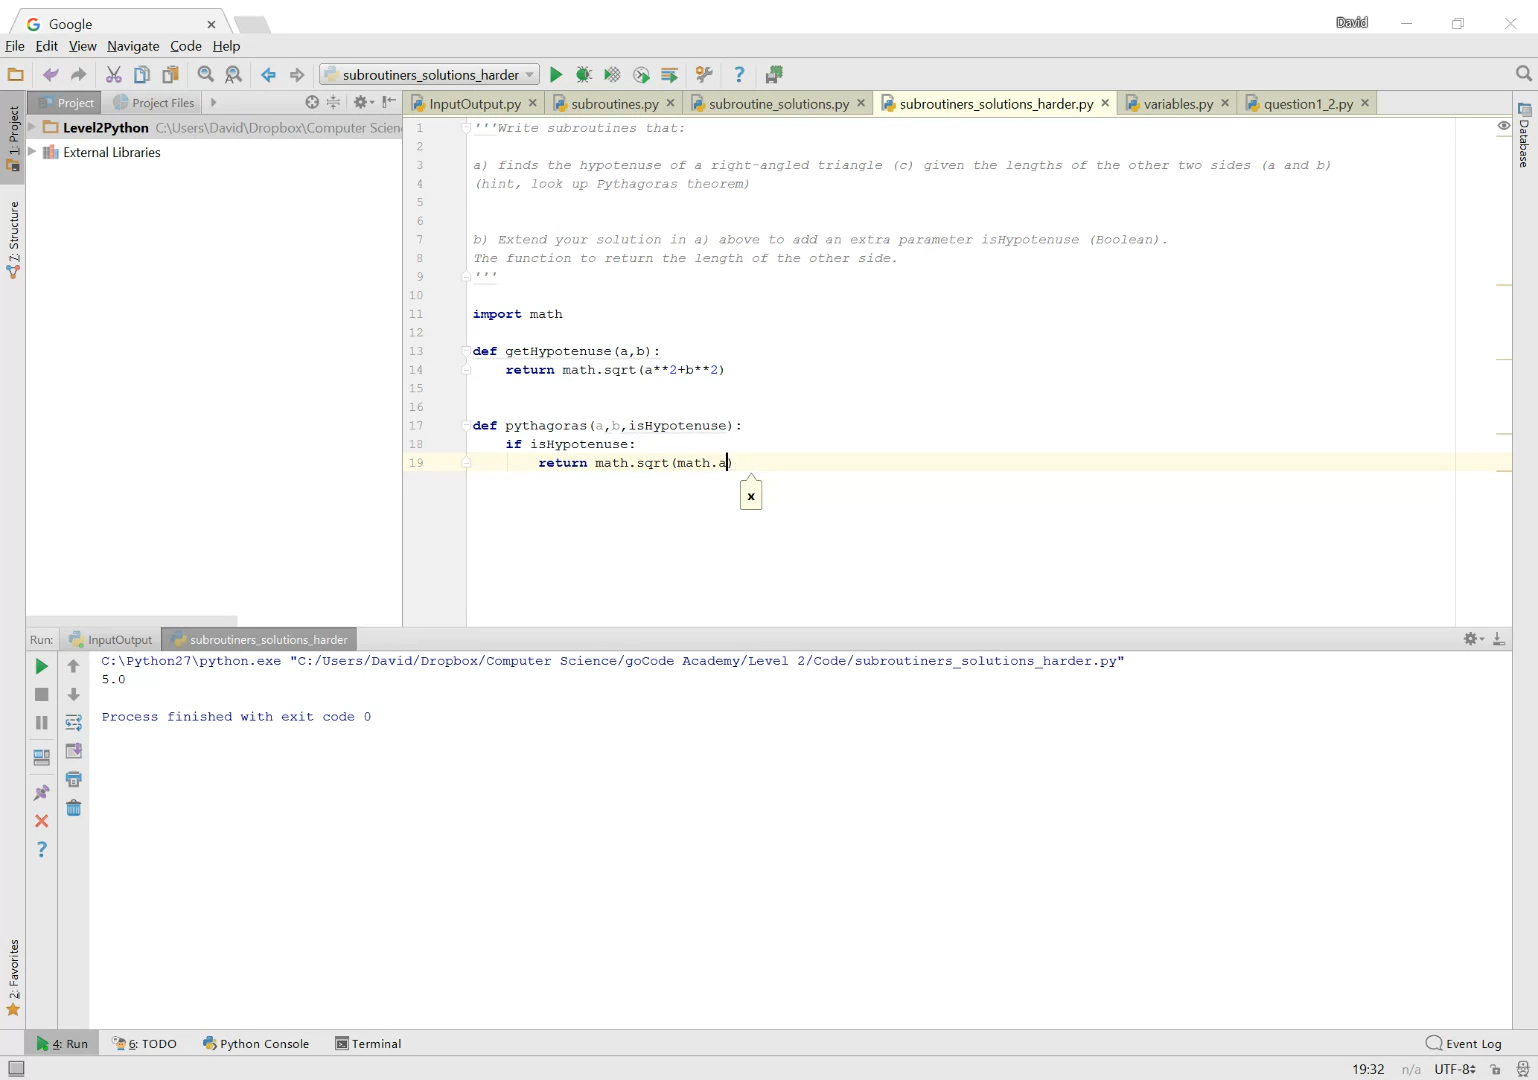 Google
David
File Edit View Navigate Code Help
subroutiners_solutions_harder
Project Project Files
InputOutput.py subroutines.py subroutine_solutions.py subroutiners_solutions_harder.py variables.py question1_2.py
1: Project
Z: Structure
2: Favorites
Database
Level2Python C:\Users\David\Dropbox\Computer Scien
External Libraries
1 '''Write subroutines that:
2
3 a) finds the hypotenuse of a right-angled triangle (c) given the lengths of the other two sides (a and b)
4 (hint, look up Pythagoras theorem)
5
6
7 b) Extend your solution in a) above to add an extra parameter isHypotenuse (Boolean).
8 The function to return the length of the other side.
9 '''
10
11 import math
12
13 def getHypotenuse(a,b):
14 return math.sqrt(a**2+b**2)
15
16
17 def pythagoras(a,b,isHypotenuse):
18 if isHypotenuse:
19 return math.sqrt(math.a)
x
Run: InputOutput subroutiners_solutions_harder
C:\Python27\python.exe "C:/Users/David/Dropbox/Computer Science/goCode Academy/Level 2/Code/subroutiners_solutions_harder.py"
5.0
Process finished with exit code 0
4: Run 6: TODO Python Console Terminal Event Log
19:32 n/a UTF-8